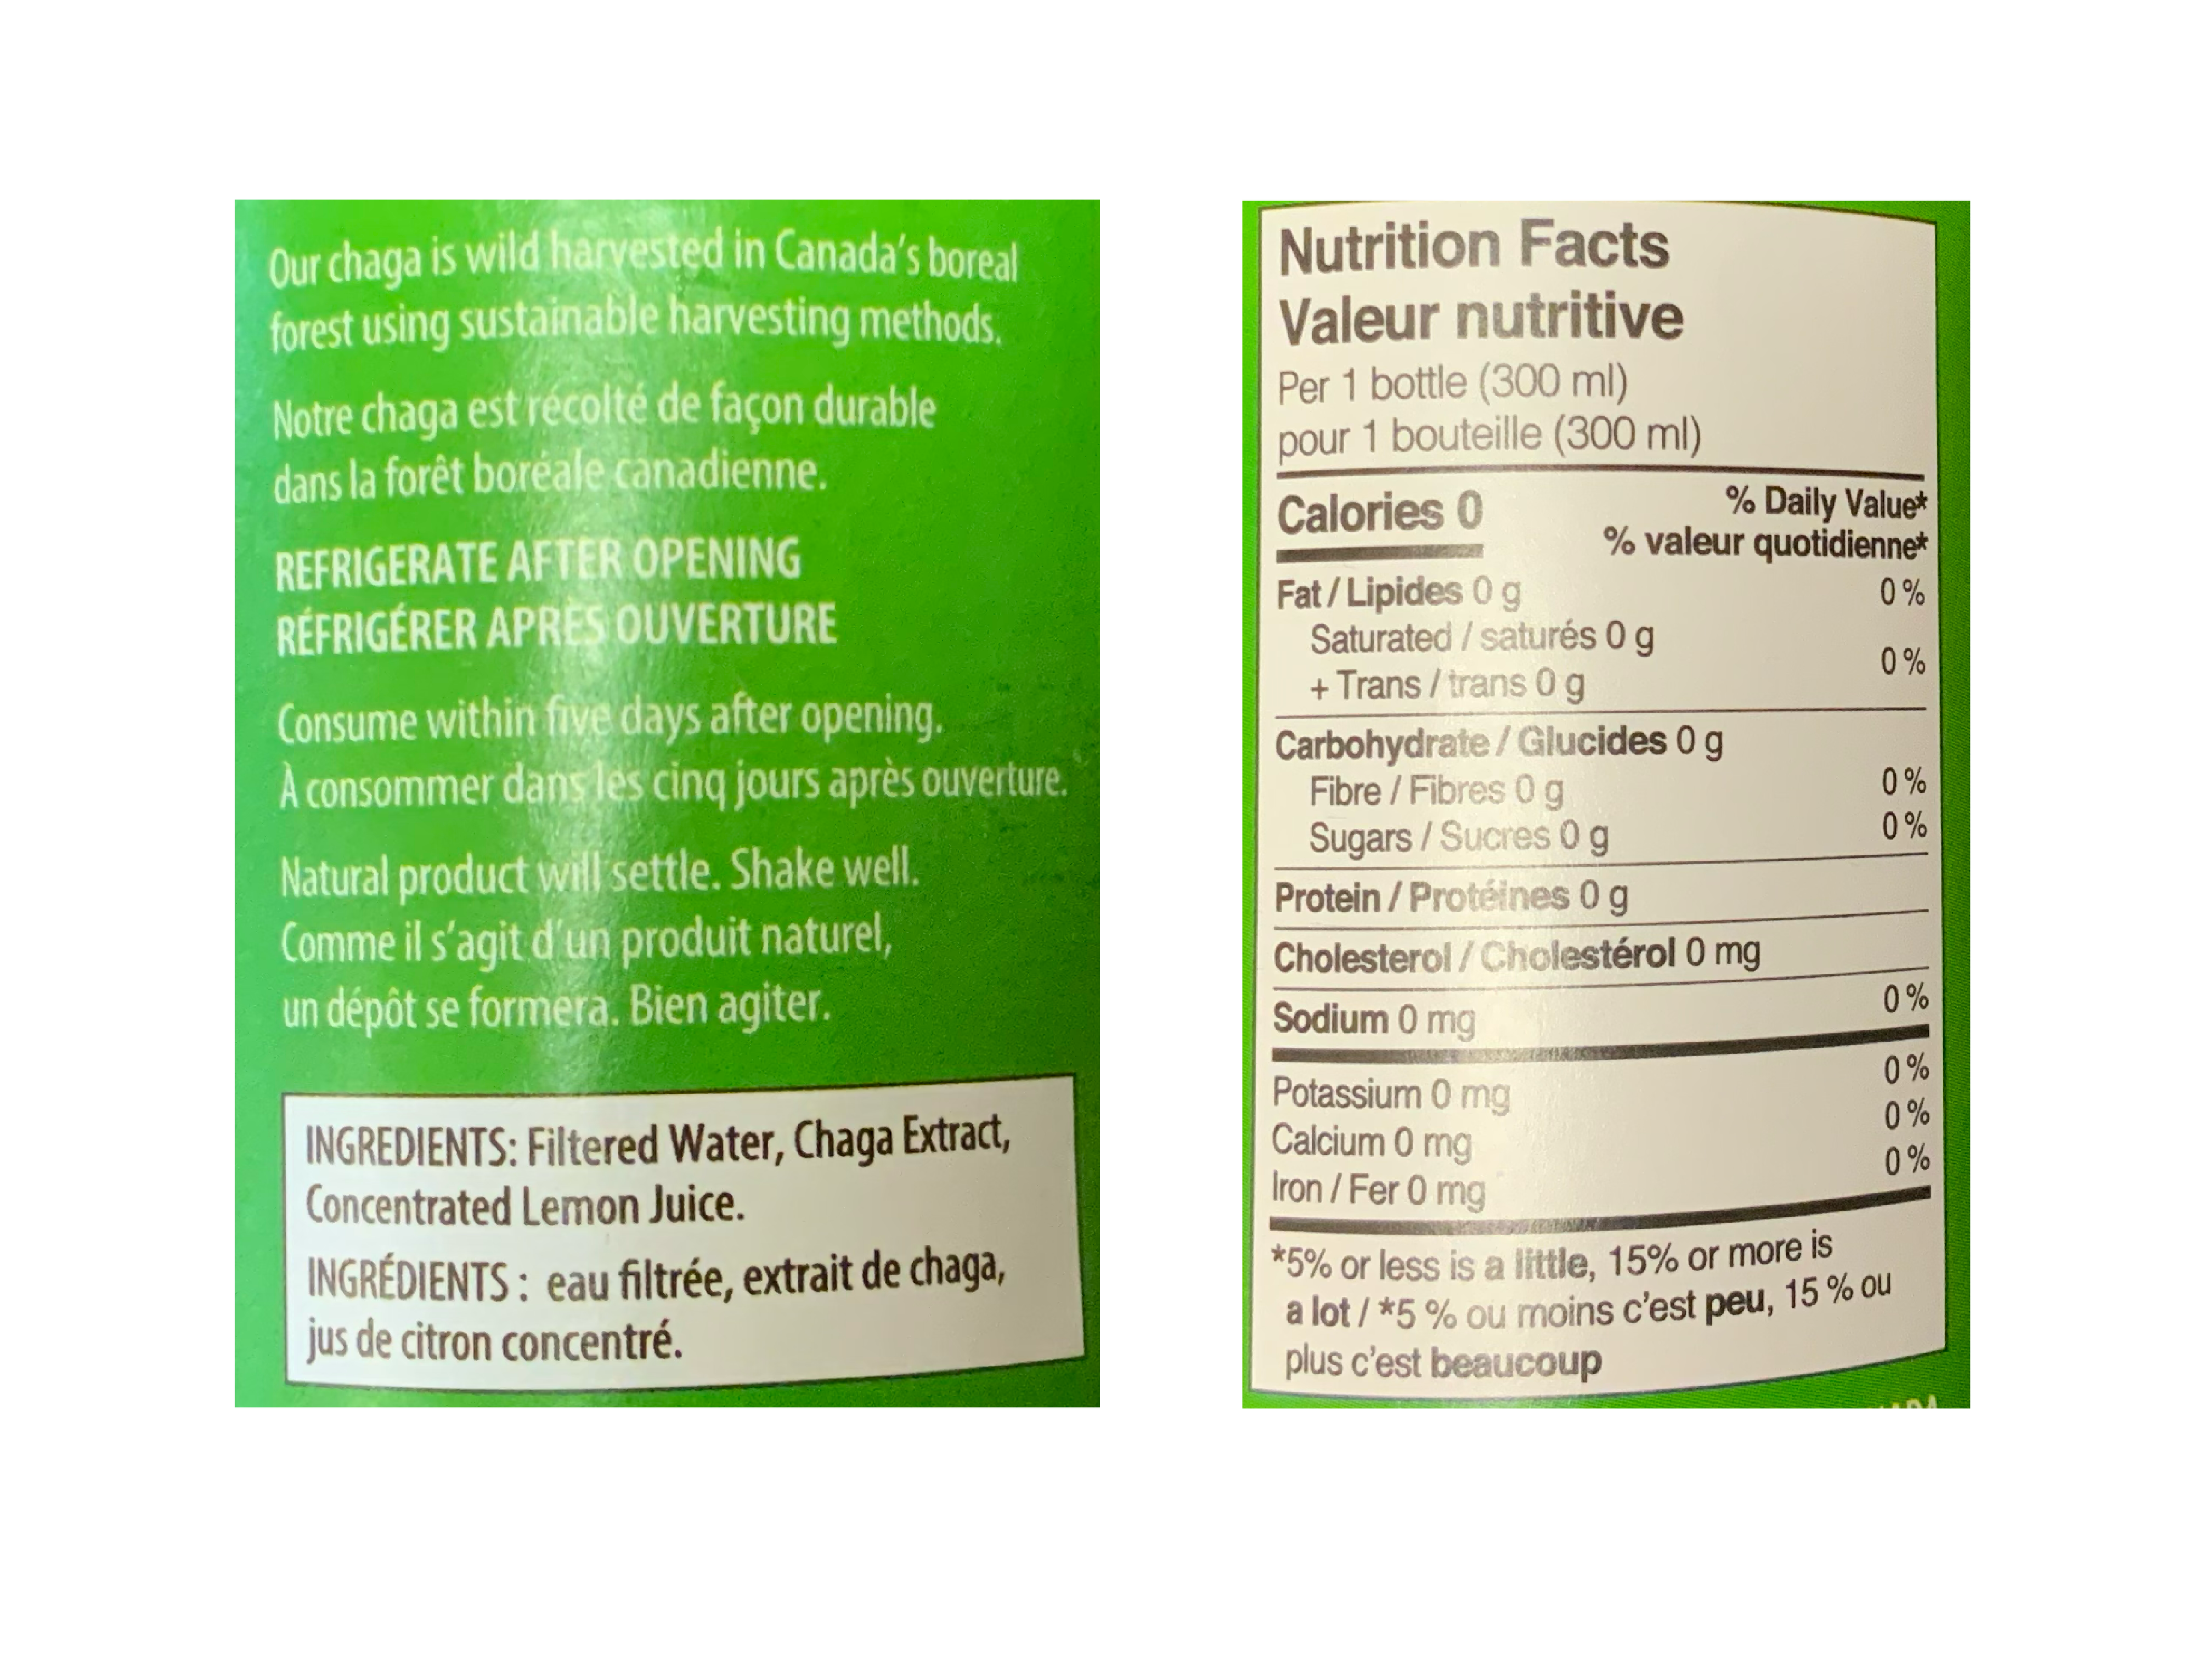 Our chaga is wild harvested in Canada's boreal
forest using sustainable harvesting methods.
Notre chaga est récolté de façon durable
dans la forêt boréale canadienne.
REFRIGERATE AFTER OPENING
RÉFRIGÉRER APRÈS OUVERTURE
Consume within five days after opening.
À consommer dans les cinq jours après ouverture.
Natural product will settle. Shake well.
Comme il s'agit d'un produit naturel,
un dépôt se formera. Bien agiter.
INGREDIENTS: Filtered Water, Chaga Extract,
Concentrated Lemon Juice.
INGRÉDIENTS : eau filtrée, extrait de chaga,
jus de citron concentré.
Nutrition Facts
Valeur nutritive
Per 1 bottle (300 ml)
pour 1 bouteille (300 ml)
Calories 0 % Daily Value*
% valeur quotidienne*
Fat / Lipides 0 g 0 %
Saturated / saturés 0 g
+ Trans / trans 0 g 0 %
Carbohydrate / Glucides 0 g
Fibre / Fibres 0 g 0 %
Sugars / Sucres 0 g 0 %
Protein / Protéines 0 g
Cholesterol / Cholestérol 0 mg
Sodium 0 mg 0 %
Potassium 0 mg 0 %
Calcium 0 mg 0 %
Iron / Fer 0 mg 0 %
*5% or less is a little, 15% or more is
a lot / *5 % ou moins c'est peu, 15 % ou
plus c'est beaucoup